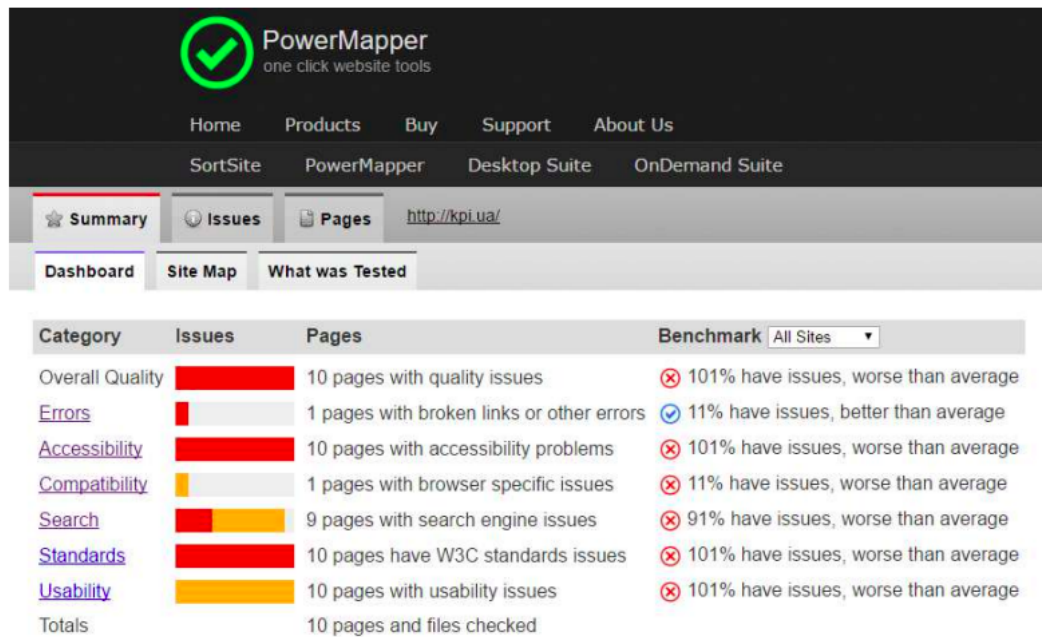 PowerMapper
one click website tools
Home Products Buy Support About Us
SortSite PowerMapper Desktop Suite OnDemand Suite
Summary Issues Pages http://kpi.ua/
Dashboard Site Map What was Tested
Category Issues Pages Benchmark All Sites
Overall Quality 10 pages with quality issues 101% have issues, worse than average
Errors 1 pages with broken links or other errors 11% have issues, better than average
Accessibility 10 pages with accessibility problems 101% have issues, worse than average
Compatibility 1 pages with browser specific issues 11% have issues, worse than average
Search 9 pages with search engine issues 91% have issues, worse than average
Standards 10 pages have W3C standards issues 101% have issues, worse than average
Usability 10 pages with usability issues 101% have issues, worse than average
Totals 10 pages and files checked